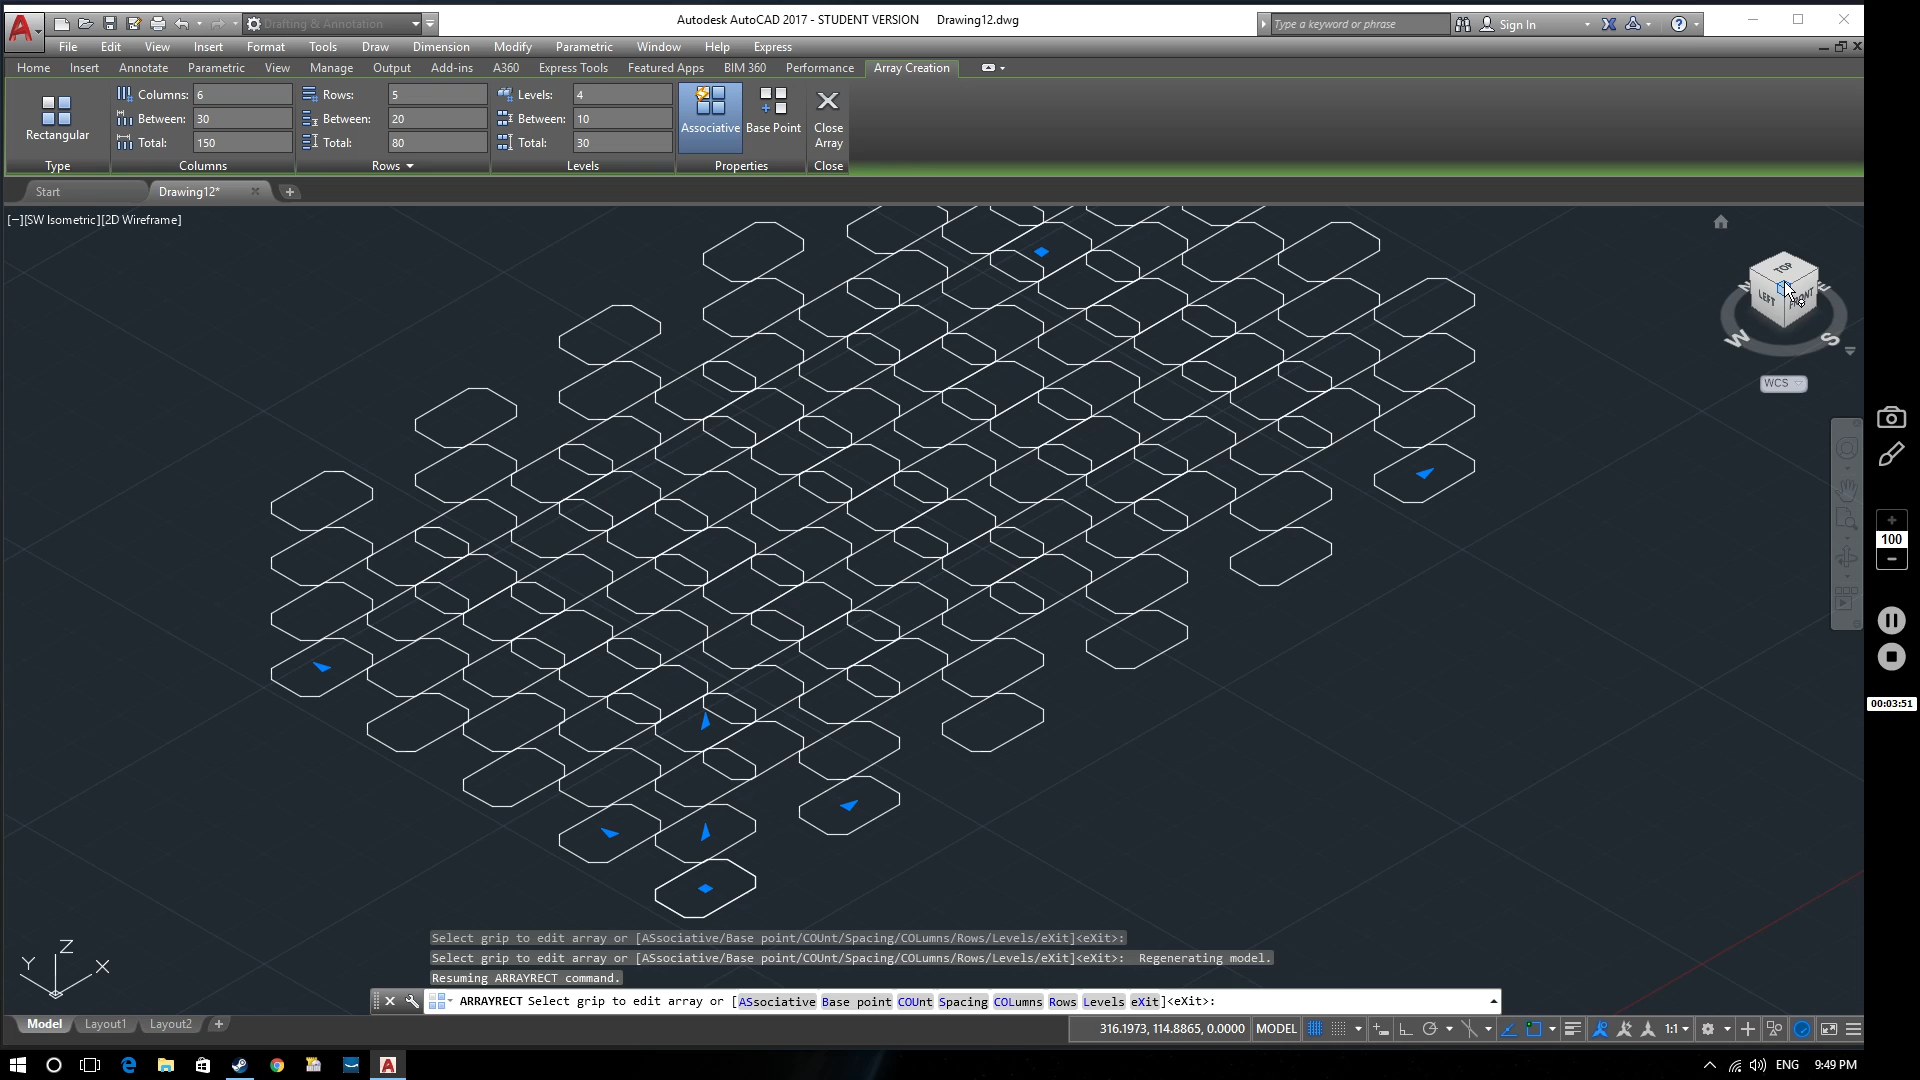 Drafting & Annotation
Autodesk AutoCAD 2017 - STUDENT VERSION Drawing12.dwg
Type a keyword or phrase
Sign In
File Edit View Insert Format Tools Draw Dimension Modify Parametric Window Help Express
Home Insert Annotate Parametric View Manage Output Add-ins A360 Express Tools Featured Apps BIM 360 Performance Array Creation
Columns: 6 Rows: 5 Levels: 4
Between: 30 Between: 20 Between: 10
Total: 150 Total: 80 Total: 30
Rectangular
Associative Base Point Close
Array
Type Columns Rows Levels Properties Close
Start Drawing12*
[−][SW Isometric][2D Wireframe]
TOP
LEFT FRONT
N E
W S
WCS
100
00:03:51
Z
Y X
Select grip to edit array or [ASsociative/Base point/COUnt/Spacing/COLumns/Rows/Levels/eXit]<eXit>:
Select grip to edit array or [ASsociative/Base point/COUnt/Spacing/COLumns/Rows/Levels/eXit]<eXit>: Regenerating model.
Resuming ARRAYRECT command.
ARRAYRECT Select grip to edit array or [ASsociative Base point COUnt Spacing COLumns Rows Levels eXit]<eXit>:
Model Layout1 Layout2
316.1973, 114.8865, 0.0000 MODEL 1:1
ENG 9:49 PM